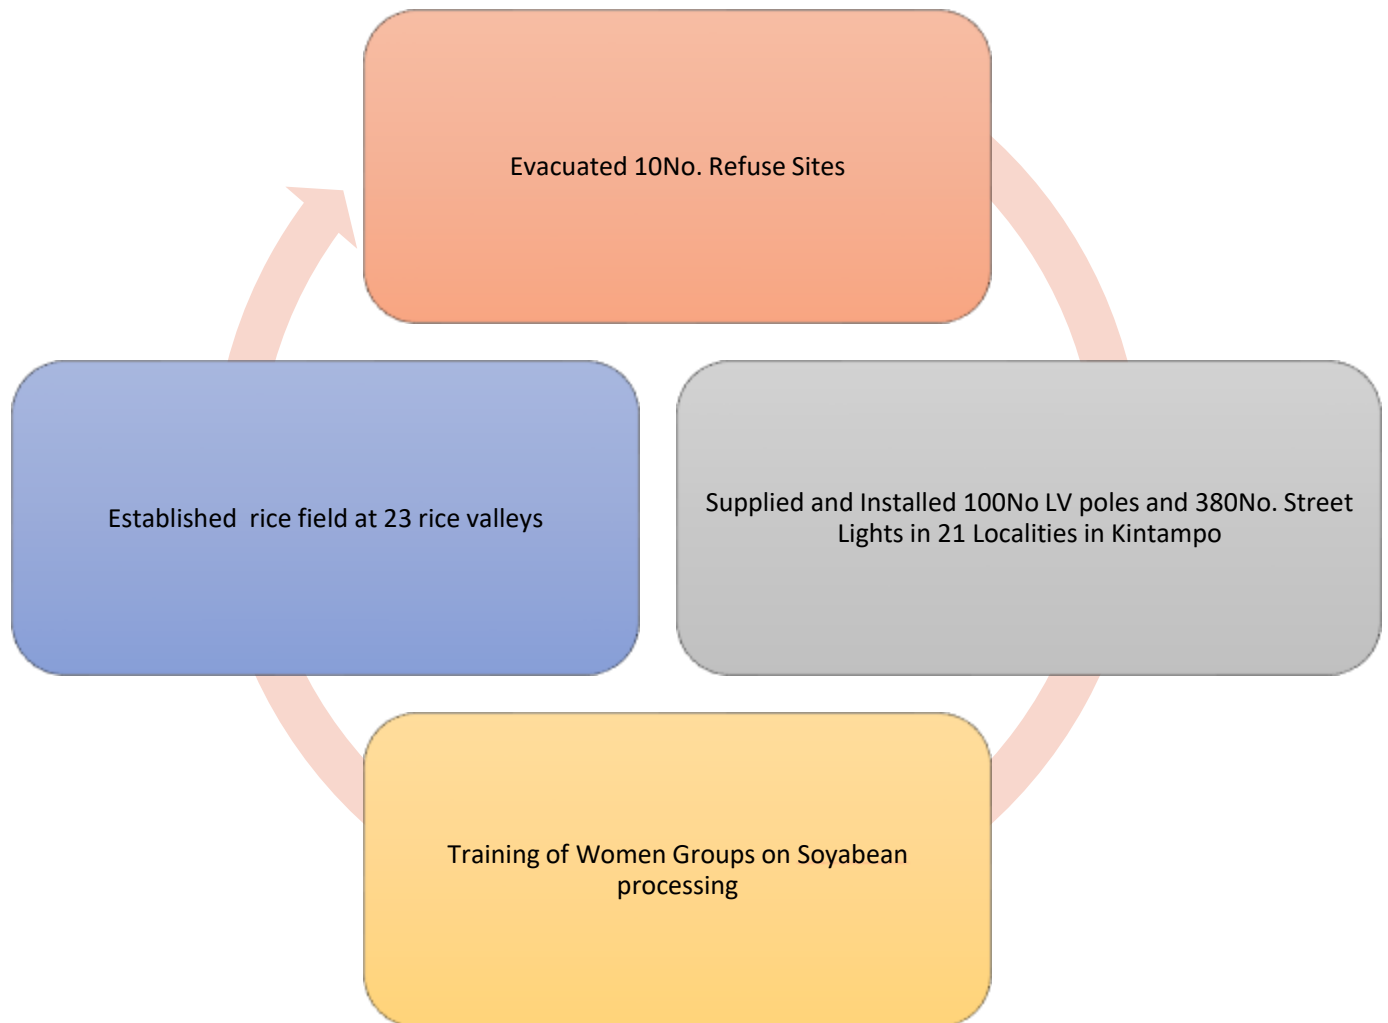 Evacuated 10No. Refuse Sites
Supplied and Installed 100No LV poles and 380No. Street
Lights in 21 Localities in Kintampo
Training of Women Groups on Soyabean
processing
Established  rice field at 23 rice valleys